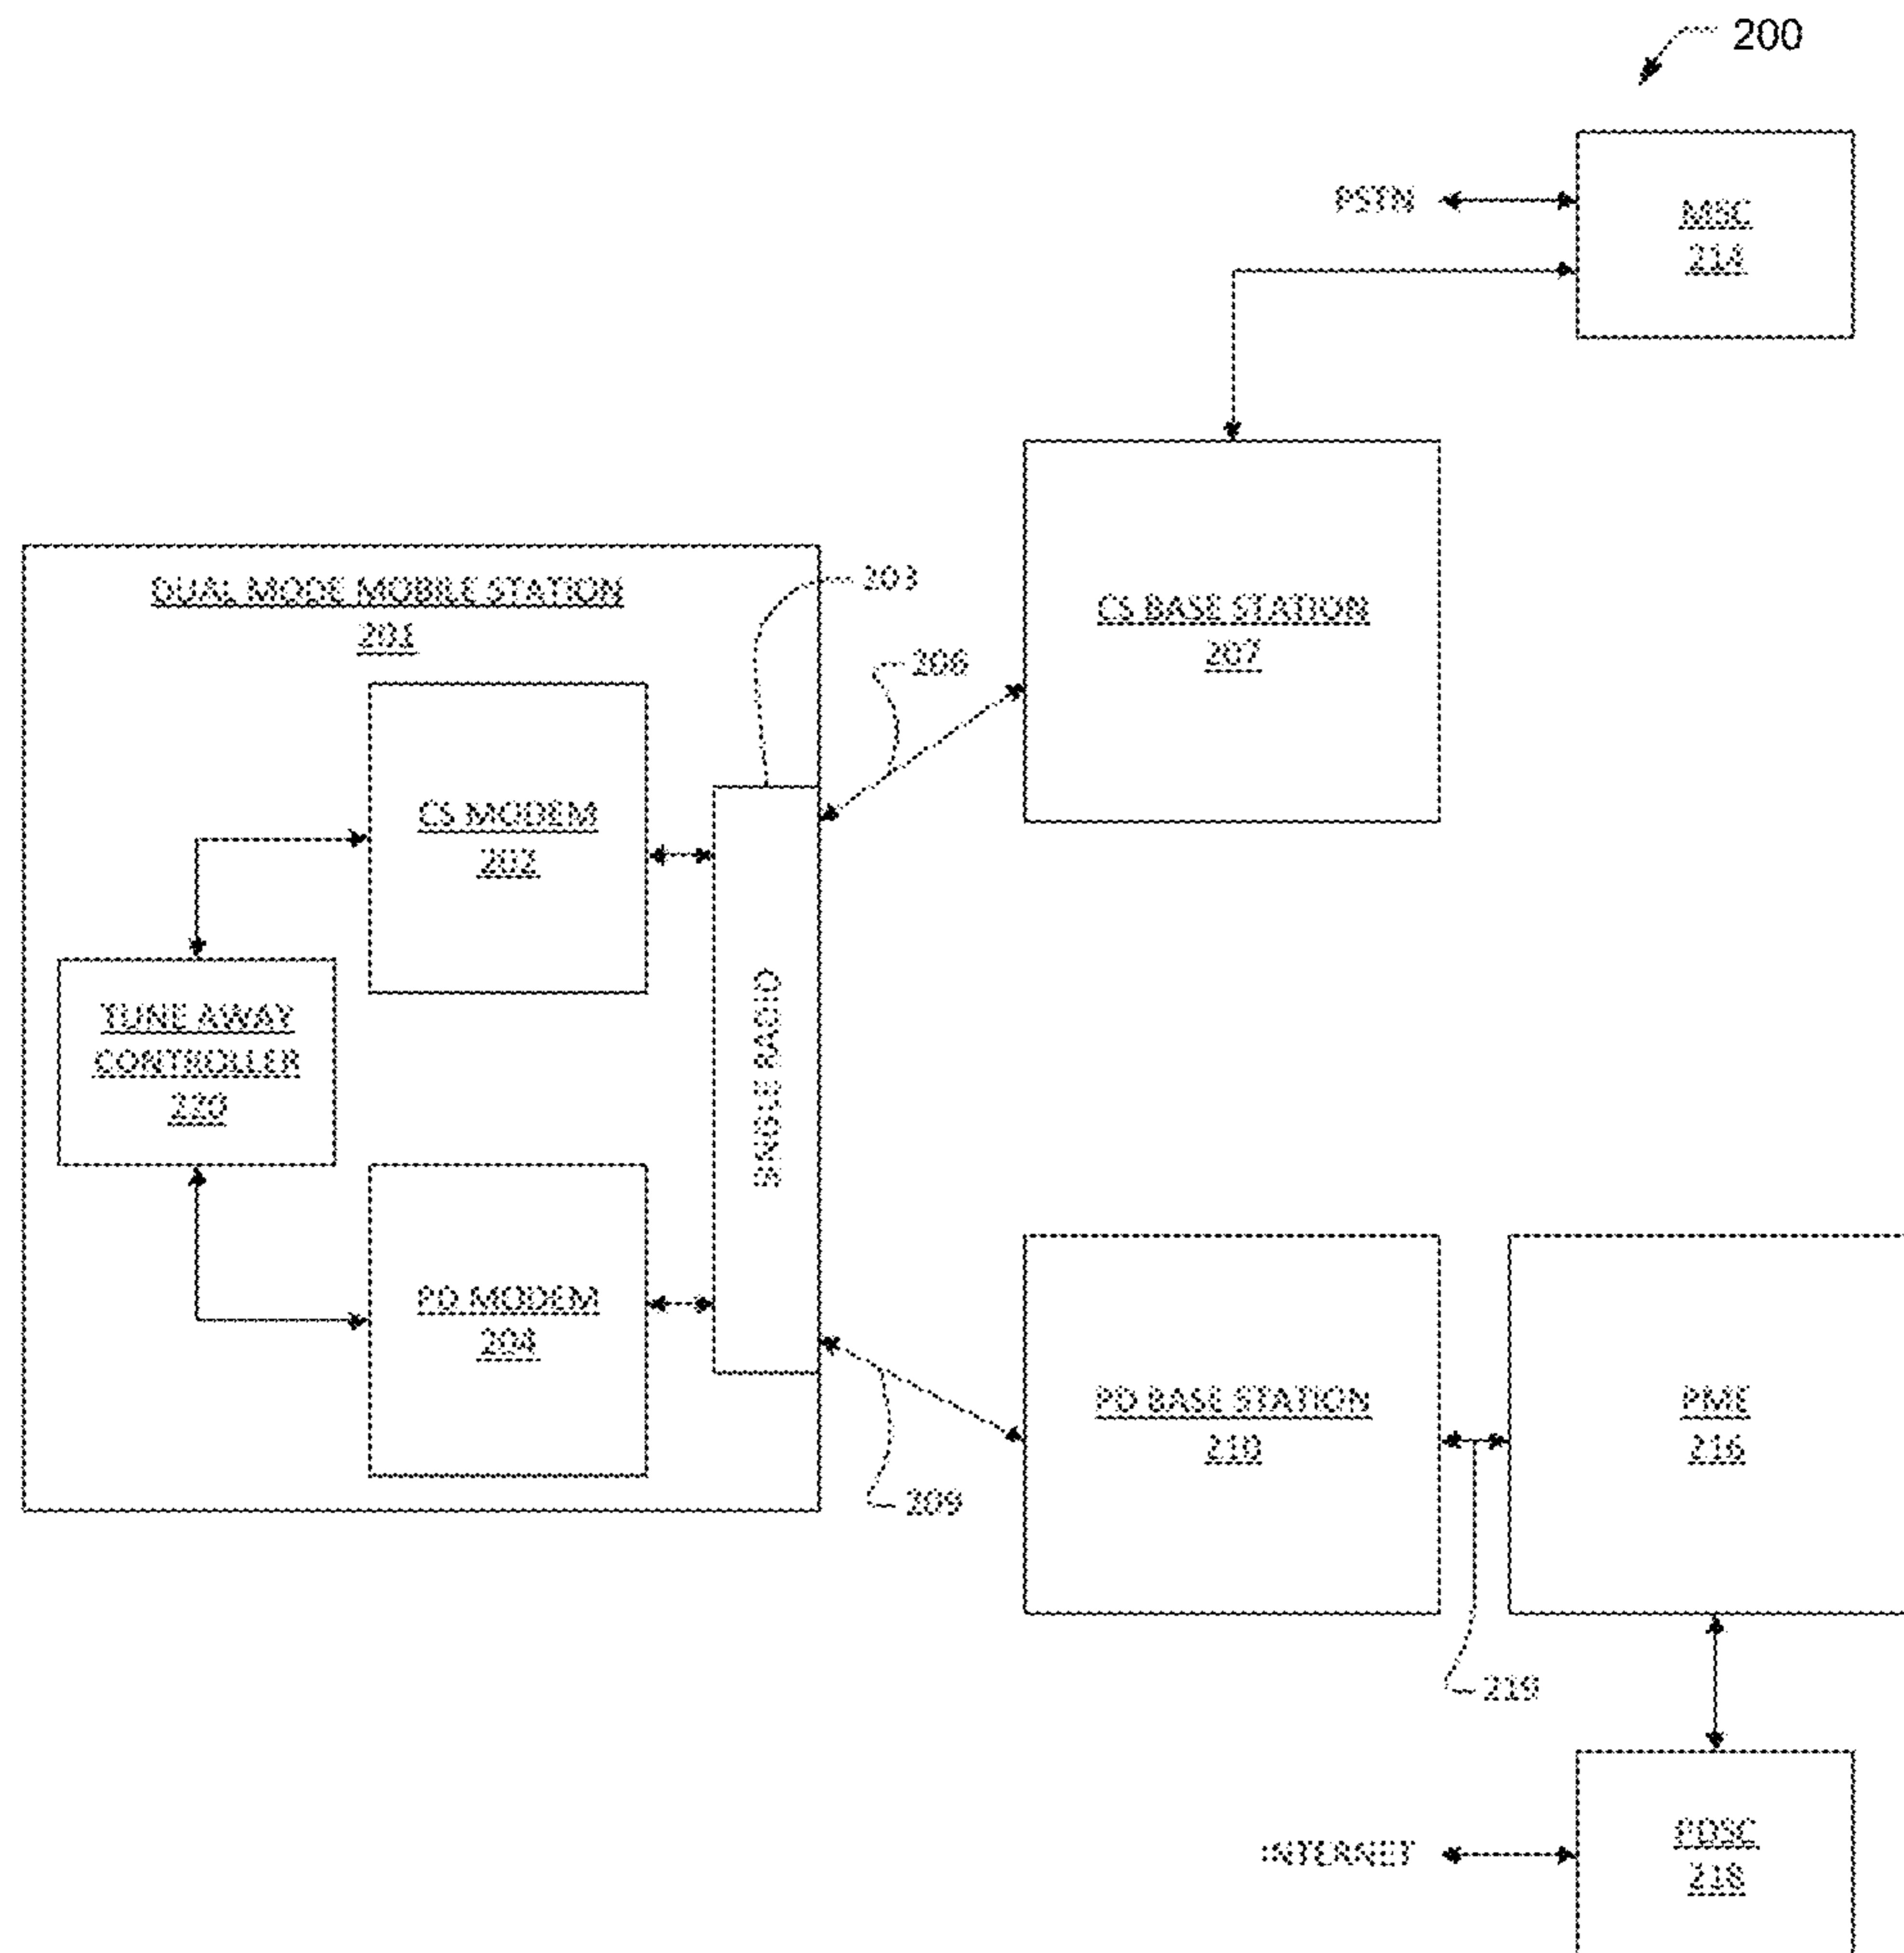 200
PSTN
MSC
214
DUAL MODE MOBILE STATION
201
203
CS BASE STATION
207
206
CS MODEM
202
TUNE AWAY
CONTROLLER
220
SINGLE RADIO
PD MODEM
204
209
PD BASE STATION
210
PME
216
219
INTERNET
PDSC
218